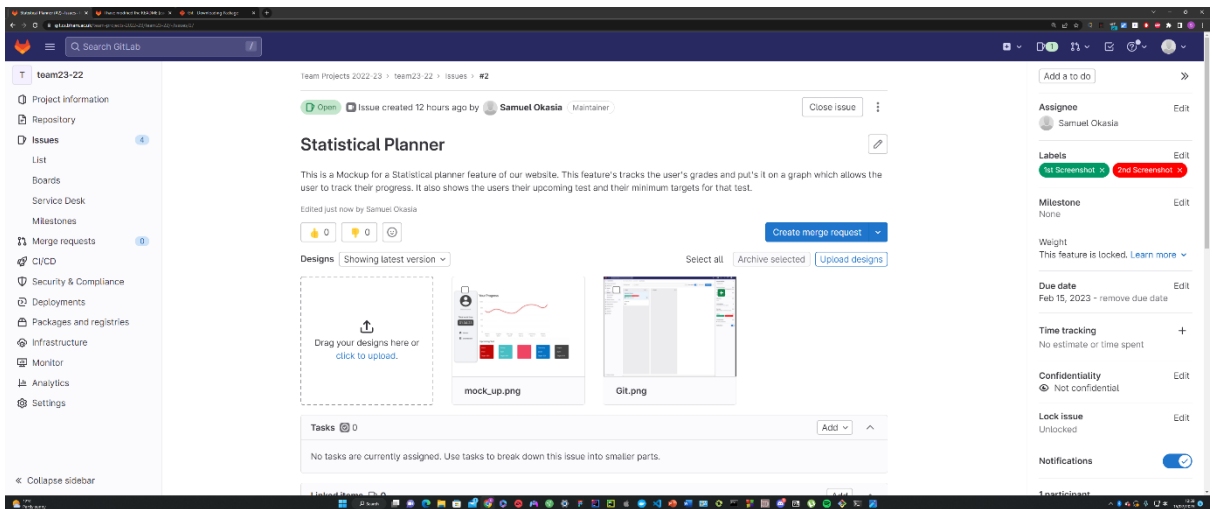 Search GitLab
/
T team23-22
Project information
Repository
Issues 4
List
Boards
Service Desk
Milestones
Merge requests 0
CI/CD
Security & Compliance
Deployments
Packages and registries
Infrastructure
Monitor
Analytics
Settings
Collapse sidebar
Team Projects 2022-23 > team23-22 > Issues > #2
Open Issue created 12 hours ago by Samuel Okasia Maintainer
Close issue
Statistical Planner
This is a Mockup for a Statistical planner feature of our website. This feature's tracks the user's grades and put's it on a graph which allows the
user to track their progress. It also shows the users their upcoming test and their minimum targets for that test.
Edited just now by Samuel Okasia
0 0
Create merge request
Designs Showing latest version Select all Archive selected Upload designs
Drag your designs here or
click to upload.
mock_up.png
Git.png
Tasks 0 Add
No tasks are currently assigned. Use tasks to break down this issue into smaller parts.
Linked items 0 Add
Add a to do
Assignee Edit
Samuel Okasia
Labels Edit
1st Screenshot × 2nd Screenshot ×
Milestone Edit
None
Weight
This feature is locked. Learn more
Due date Edit
Feb 15, 2023 - remove due date
Time tracking +
No estimate or time spent
Confidentiality Edit
Not confidential
Lock issue Edit
Unlocked
Notifications
1 participant